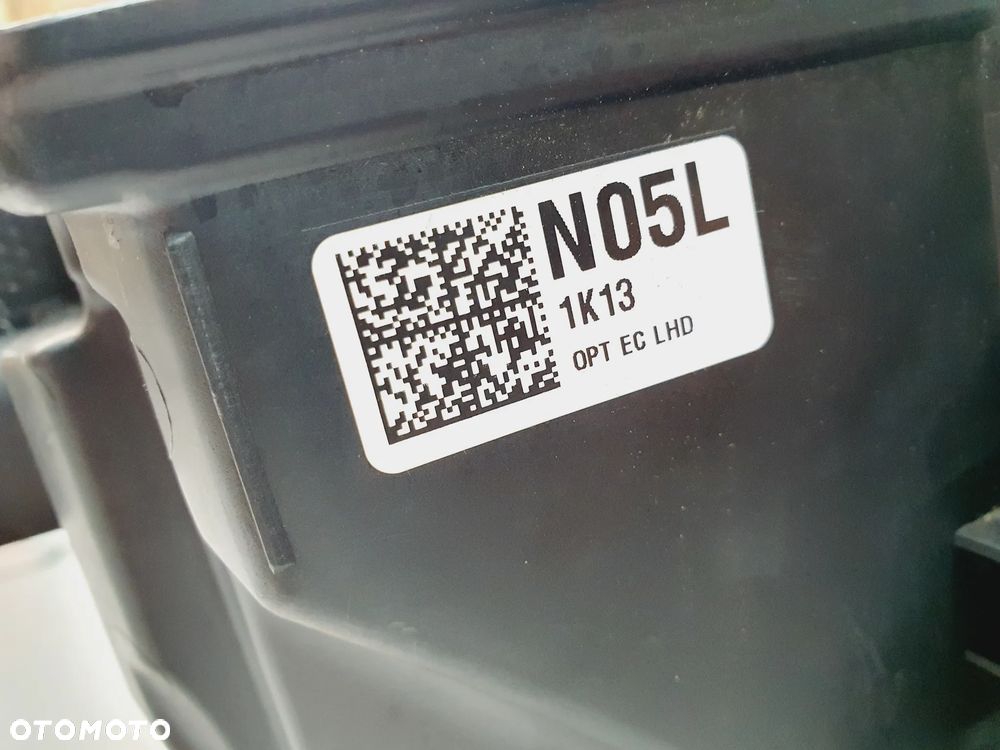 N05L
1K13
OPT EC LHD
OTOMOTO